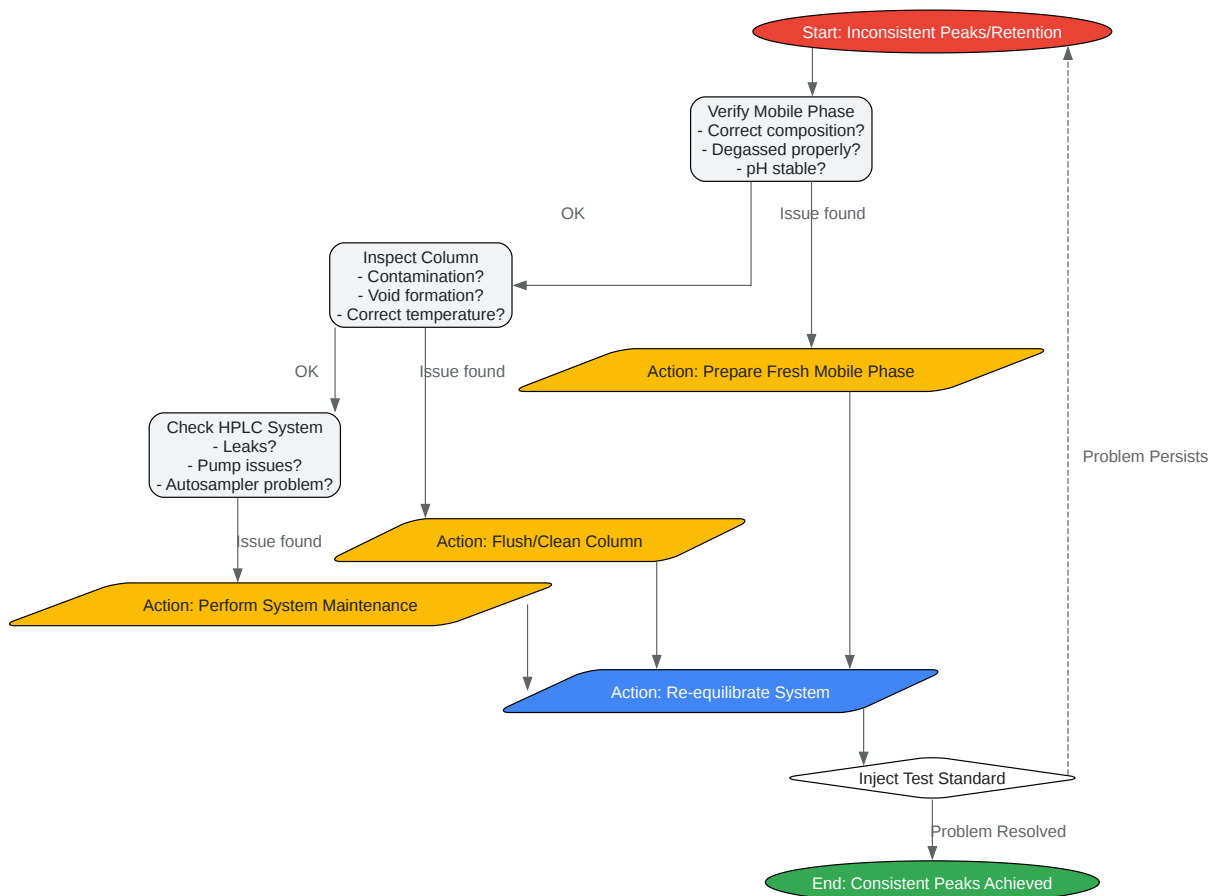 Start: Inconsistent Peaks/Retention
Verify Mobile Phase
- Correct composition?
- Degassed properly?
- pH stable?
OK
Issue found
Inspect Column
- Contamination?
- Void formation?
- Correct temperature?
OK
Issue found
Action: Prepare Fresh Mobile Phase
Check HPLC System
- Leaks?
- Pump issues?
- Autosampler problem?
Problem Persists
Issue found
Action: Flush/Clean Column
Action: Perform System Maintenance
Action: Re-equilibrate System
Inject Test Standard
Problem Resolved
End: Consistent Peaks Achieved